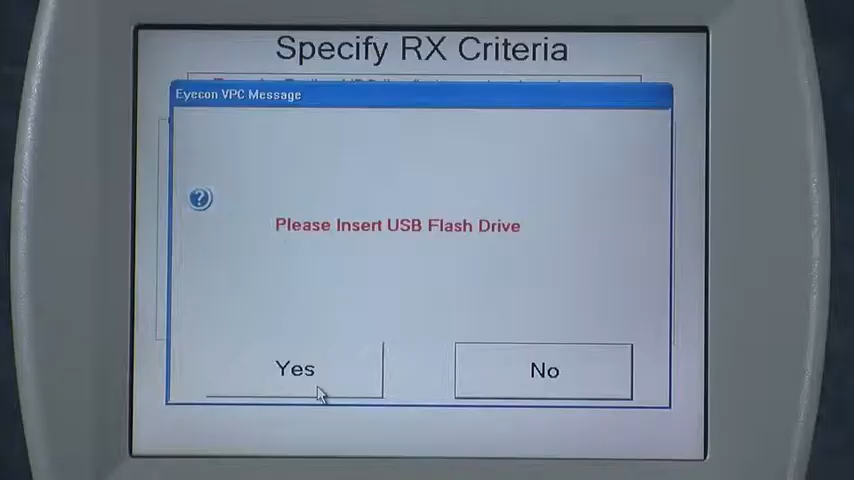 Specify RX Criteria
Eyecon VPC Message
Please Insert USB Flash Drive
Yes
No